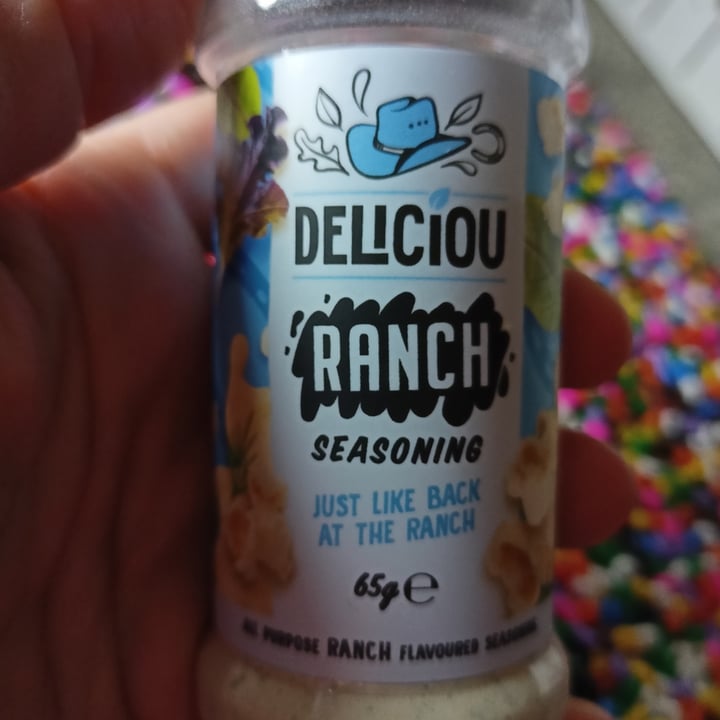 DELICIOU
RANCH
SEASONING
JUST LIKE BACK
AT THE RANCH
65g ℮
ALL PURPOSE RANCH FLAVOURED SEASONING